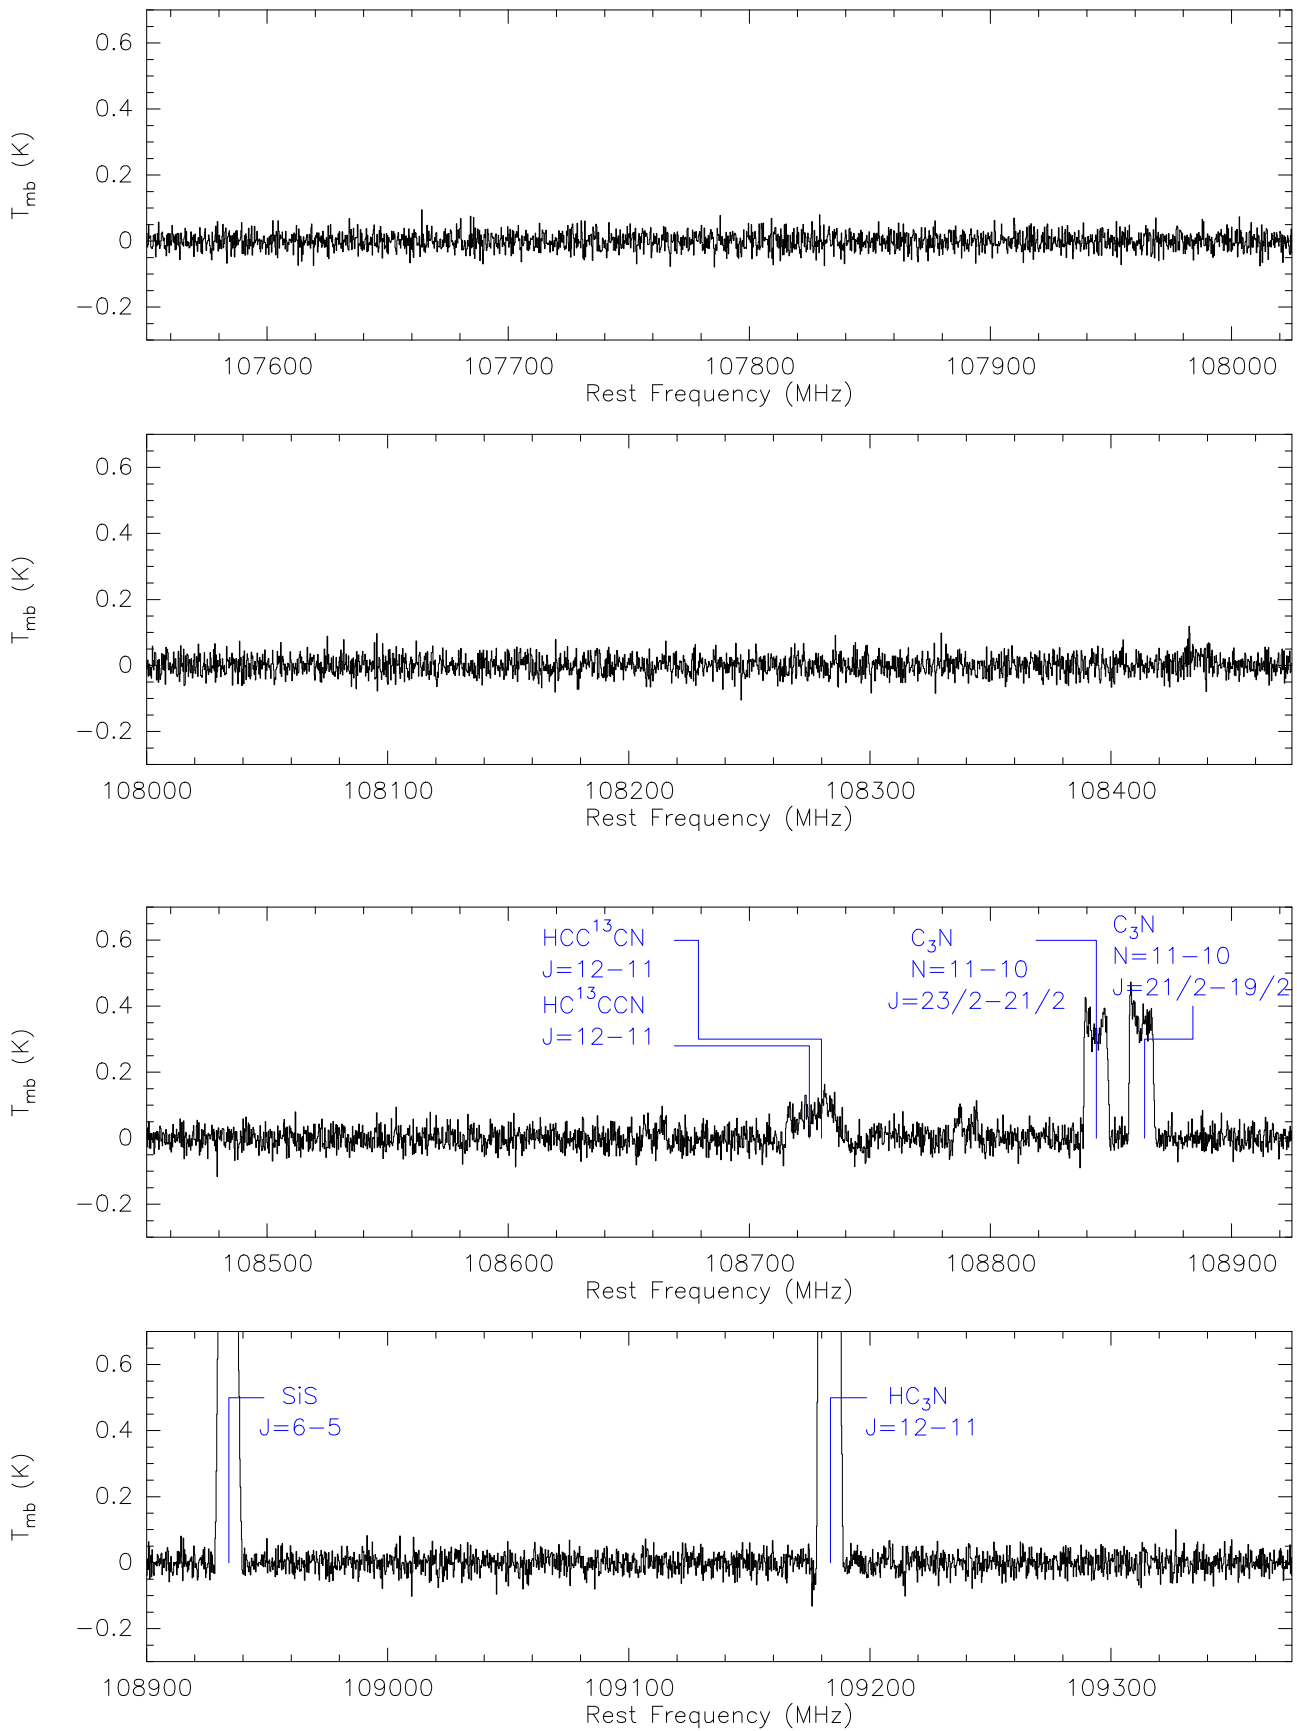 0.6
0.4
0.2
0
−0.2
T_mb (K)
107600 107700 107800 107900 108000
Rest Frequency (MHz)
0.6
0.4
0.2
0
−0.2
T_mb (K)
108000 108100 108200 108300 108400
Rest Frequency (MHz)
0.6
0.4
0.2
0
−0.2
T_mb (K)
HCC¹³CN
J=12−11
HC¹³CCN
J=12−11
C₃N
N=11−10
J=23/2−21/2
C₃N
N=11−10
J=21/2−19/2
108500 108600 108700 108800 108900
Rest Frequency (MHz)
0.6
0.4
0.2
0
−0.2
T_mb (K)
SiS
J=6−5
HC₃N
J=12−11
108900 109000 109100 109200 109300
Rest Frequency (MHz)